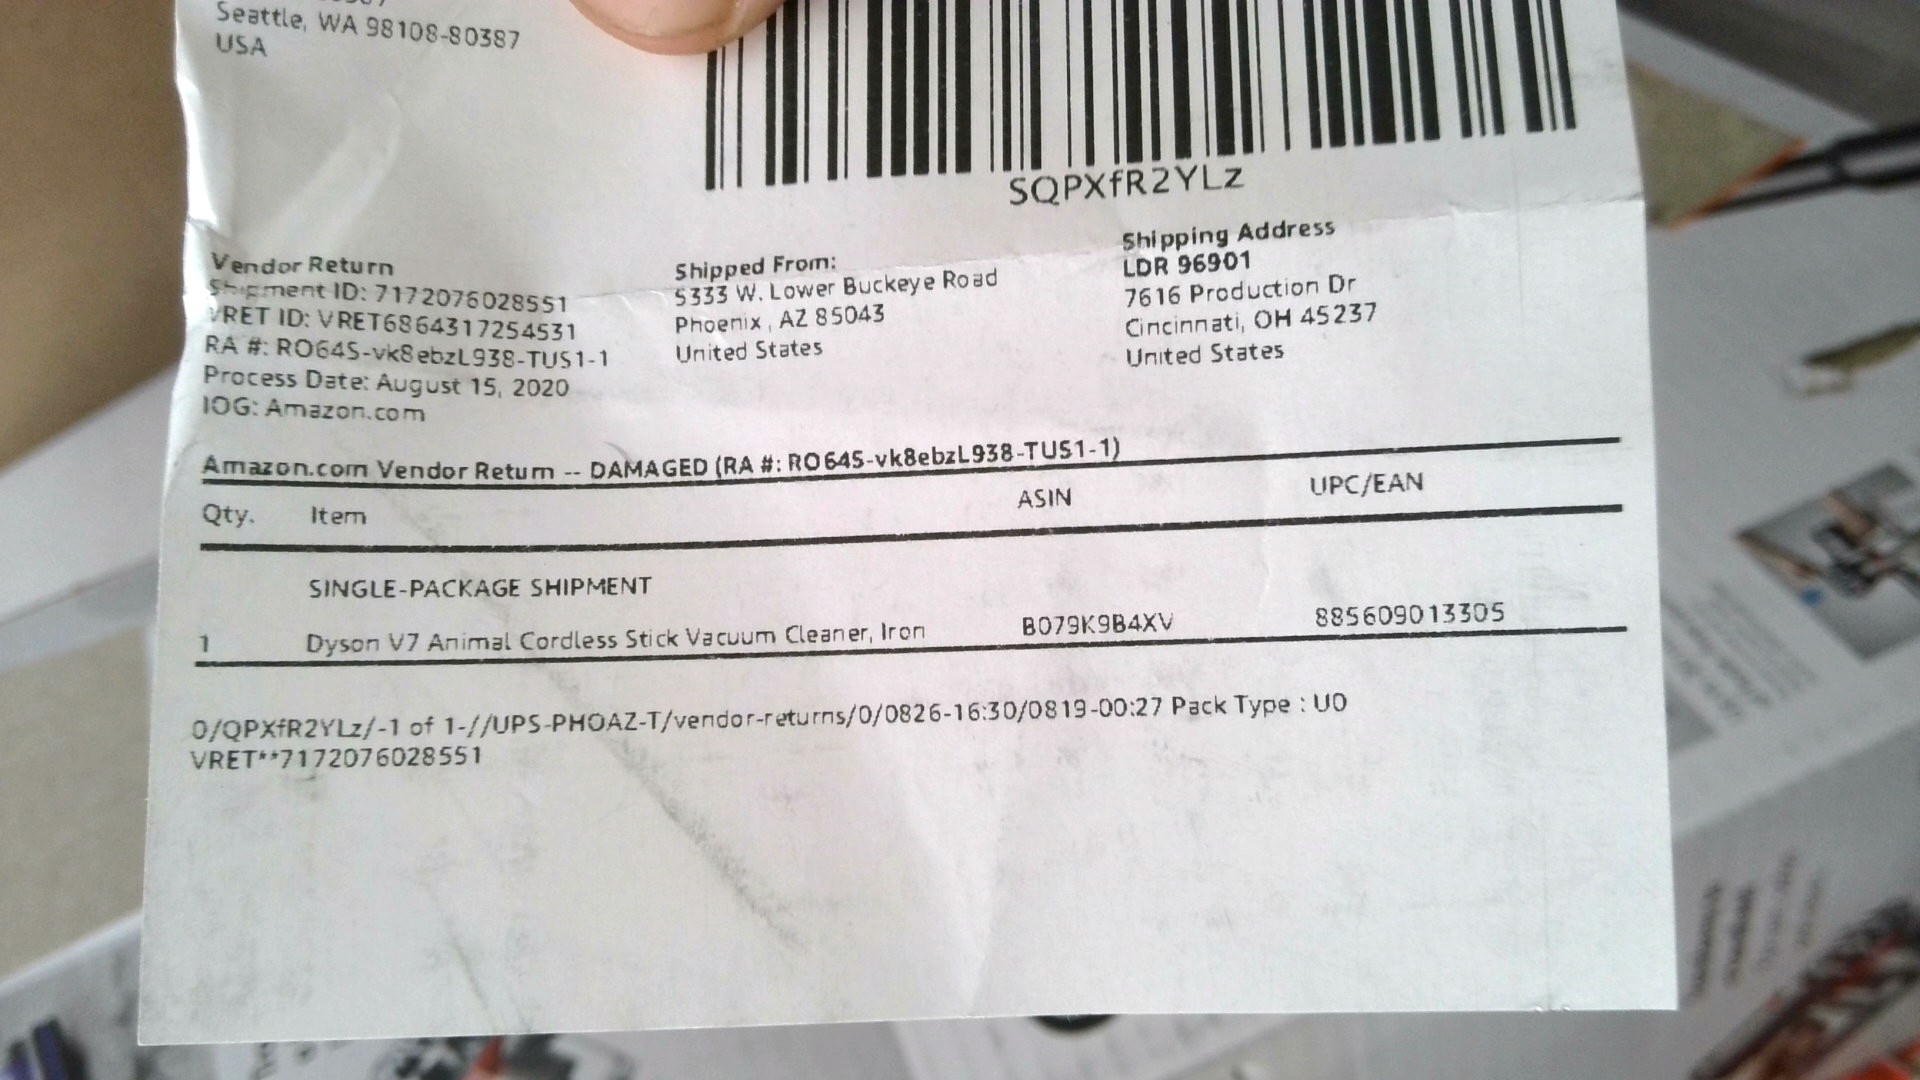 Seattle, WA 98108-80387
USA
SQPXfR2YLz
Vendor Return
Shipment ID: 7172076028551
VRET ID: VRET6864317254531
RA #: RO64S-vk8ebzL938-TUS1-1
Process Date: August 15, 2020
IOG: Amazon.com
Shipped From:
5333 W. Lower Buckeye Road
Phoenix, AZ 85043
United States
Shipping Address
LDR 96901
7616 Production Dr
Cincinnati, OH 45237
United States
Amazon.com Vendor Return -- DAMAGED (RA #: RO64S-vk8ebzL938-TUS1-1)
Qty. Item ASIN UPC/EAN
SINGLE-PACKAGE SHIPMENT
1 Dyson V7 Animal Cordless Stick Vacuum Cleaner, Iron B079K9B4XV 885609013305
0/QPXfR2YLz/-1 of 1-//UPS-PHOAZ-T/vendor-returns/0/0826-16:30/0819-00:27 Pack Type : U0
VRET**7172076028551